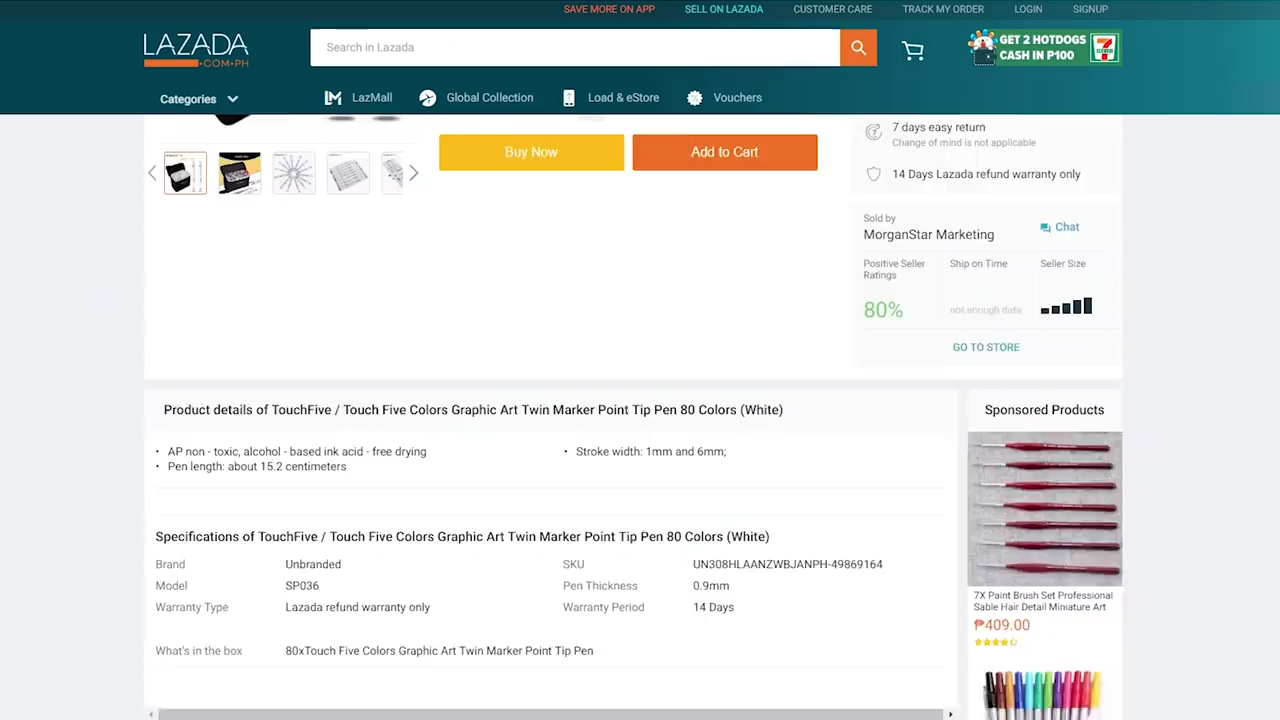 SAVE MORE ON APP
SELL ON LAZADA
CUSTOMER CARE
TRACK MY ORDER
LOGIN
SIGNUP
LAZADA
.COM.PH
Search in Lazada
GET 2 HOTDOGS
CASH IN P100
7
ELEVEn
Categories
LM LazMall
Global Collection
Load & eStore
Vouchers
Buy Now
Add to Cart
7 days easy return
Change of mind is not applicable
14 Days Lazada refund warranty only
Sold by
MorganStar Marketing
Chat
Positive Seller
Ratings
Ship on Time
Seller Size
80%
not enough data
GO TO STORE
Product details of TouchFive / Touch Five Colors Graphic Art Twin Marker Point Tip Pen 80 Colors (White)
• AP non - toxic, alcohol - based ink acid - free drying
• Stroke width: 1mm and 6mm;
• Pen length: about 15.2 centimeters
Specifications of TouchFive / Touch Five Colors Graphic Art Twin Marker Point Tip Pen 80 Colors (White)
Brand
Unbranded
SKU
UN308HLAANZWBJANPH-49869164
Model
SP036
Pen Thickness
0.9mm
Warranty Type
Lazada refund warranty only
Warranty Period
14 Days
What's in the box
80xTouch Five Colors Graphic Art Twin Marker Point Tip Pen
Sponsored Products
7X Paint Brush Set Professional
Sable Hair Detail Miniature Art
₱409.00